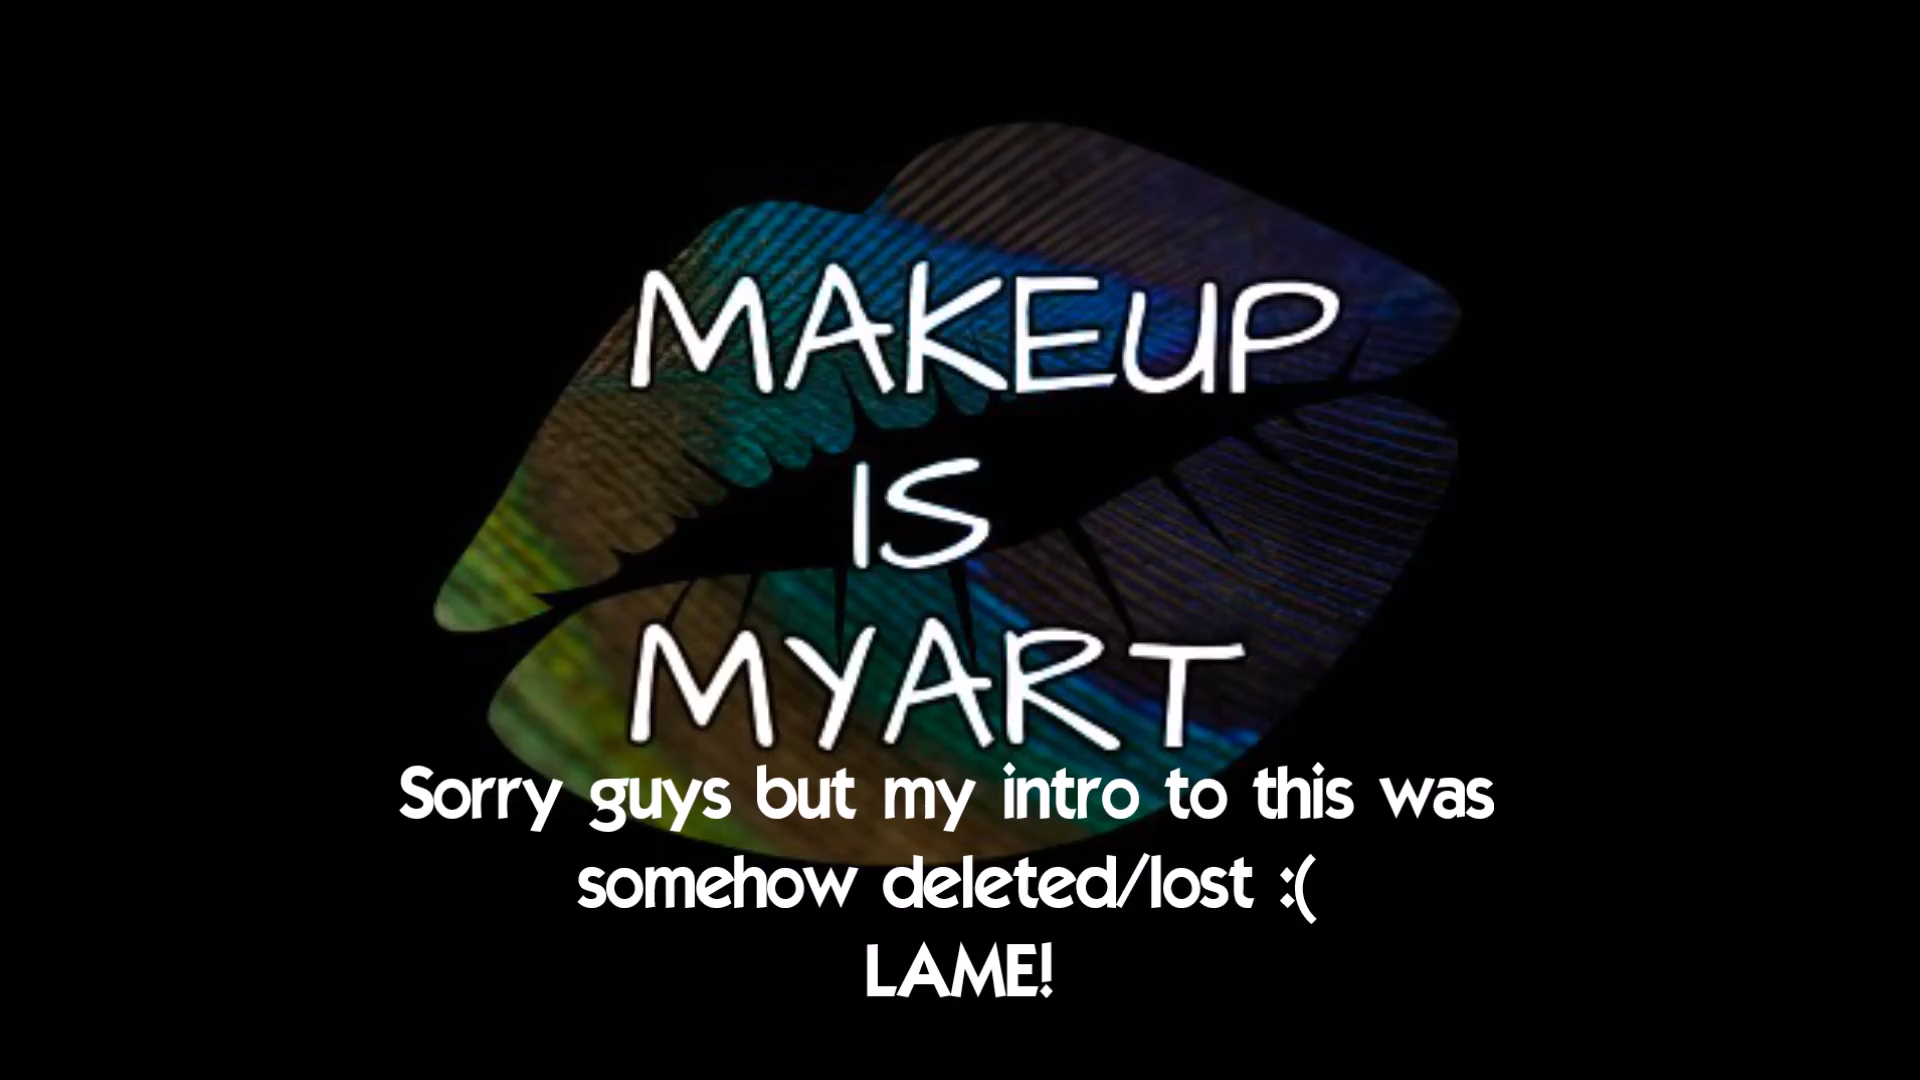 MAKEUP
IS
MYART
Sorry guys but my intro to this was
somehow deleted/lost :(
LAME!